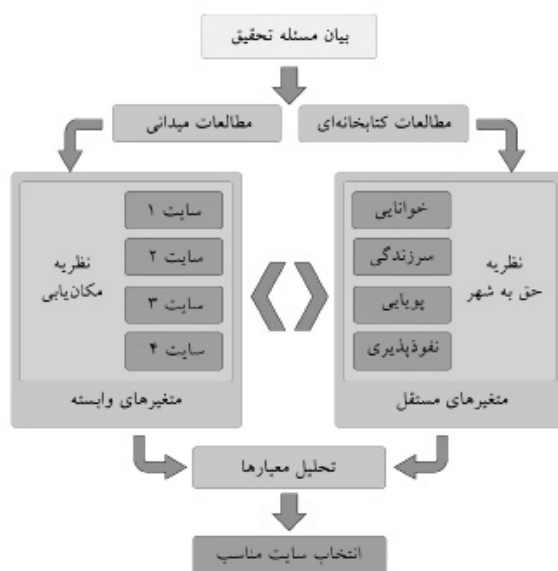 بیان مسئله تحقیق
مطالعات کتابخانه‌ای
مطالعات میدانی
خوانایی
سرزندگی
پویایی
نفوذپذیری
نظریه
حق به شهر
متغیرهای مستقل
سایت ۱
سایت ۲
سایت ۳
سایت ۴
نظریه
مکان‌یابی
متغیرهای وابسته
تحلیل معیارها
انتخاب سایت مناسب